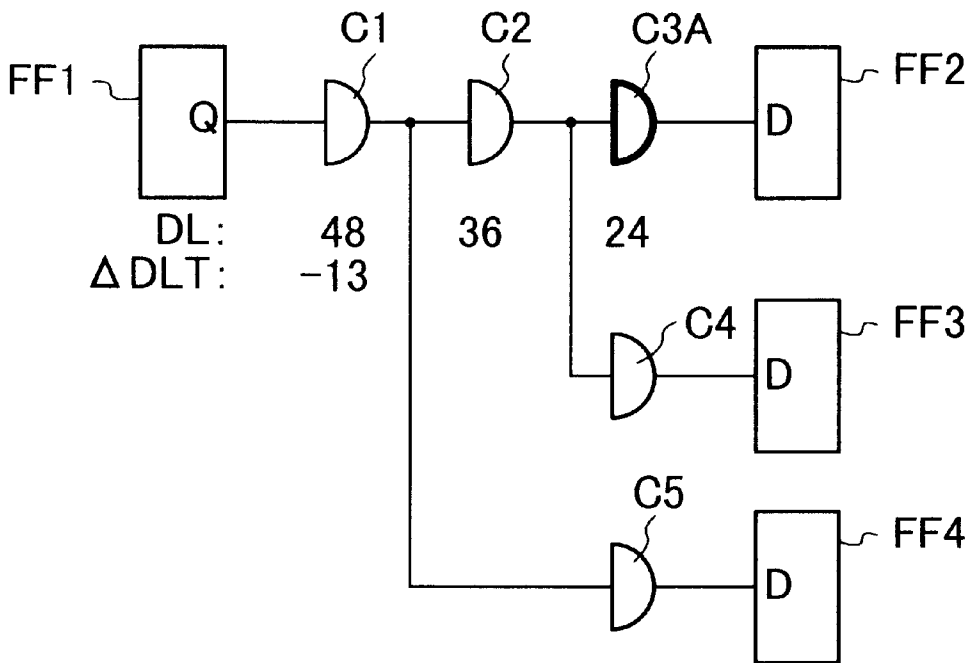 C1 C2 C3A
FF1 FF2
Q D
DL: 48 36 24
ΔDLT: -13
C4 FF3
D
C5 FF4
D